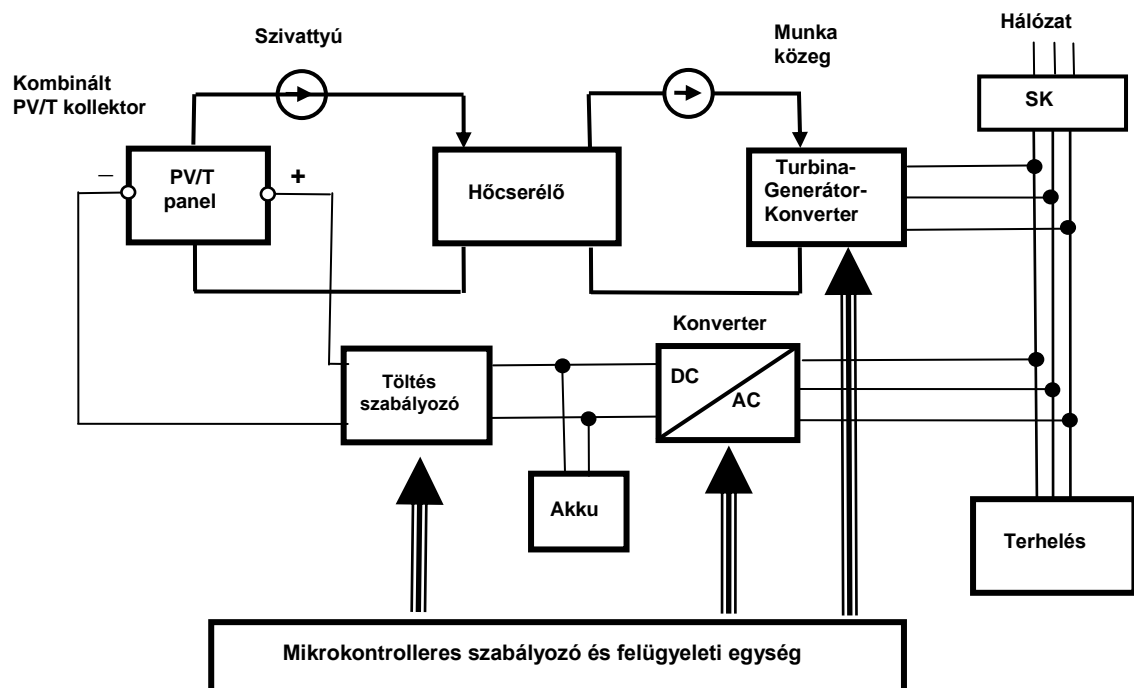 Hálózat
Szivattyú
Munka
közeg
Kombinált
PV/T kollektor
SK
PV/T
panel
–
+
Hőcserélő
Turbina-
Generátor-
Konverter
Konverter
Töltés
szabályozó
DC
AC
Akku
Terhelés
Mikrokontrolleres szabályozó és felügyeleti egység